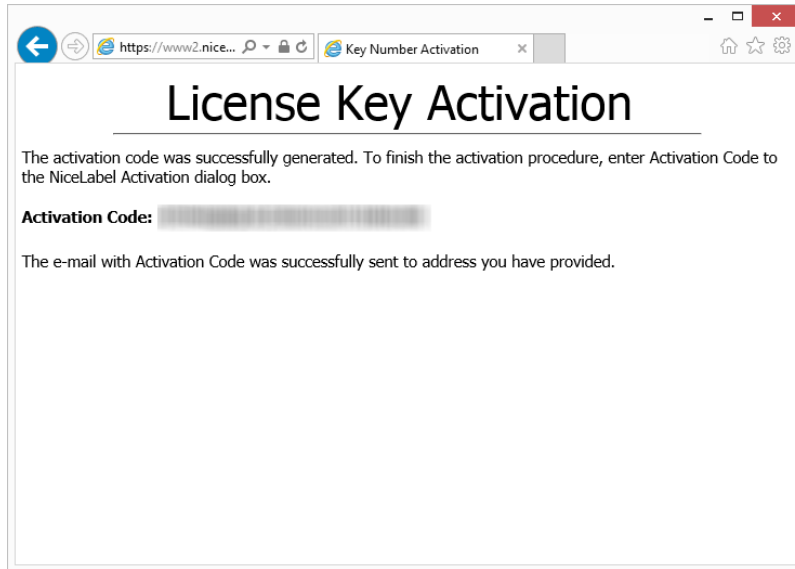 https://www2.nice...
Key Number Activation
License Key Activation
The activation code was successfully generated. To finish the activation procedure, enter Activation Code to
the NiceLabel Activation dialog box.
Activation Code:
The e-mail with Activation Code was successfully sent to address you have provided.